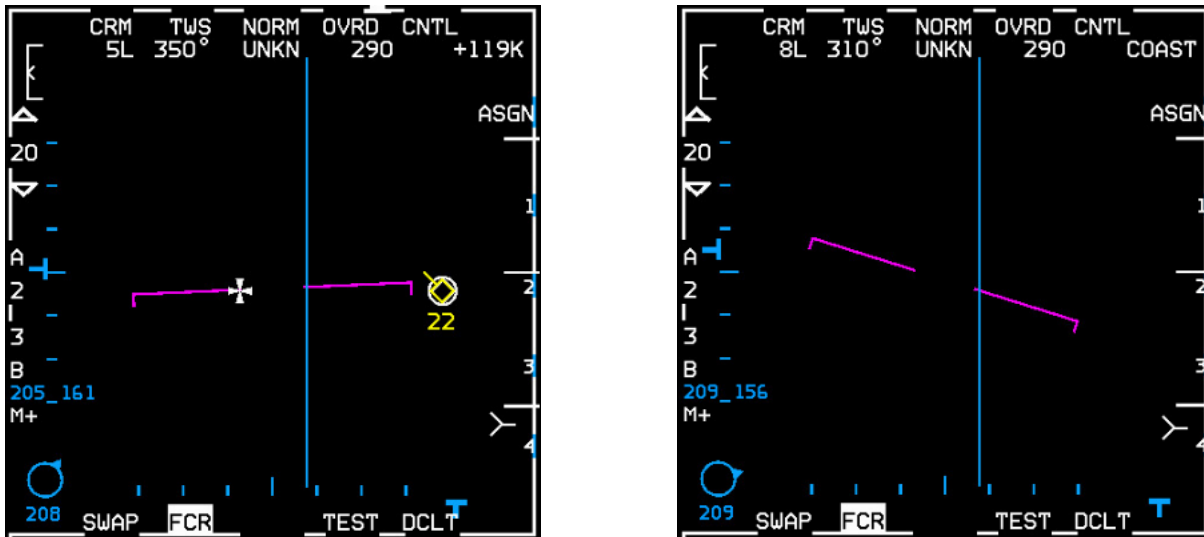 CRM TWS NORM OVRD CNTL
5L 350° UNKN 290 +119K
ASGN
20
1
A
2
2
3
3
B
205_161
M+
4
208
SWAP FCR TEST DCLT
22
CRM TWS NORM OVRD CNTL
8L 310° UNKN 290 COAST
ASGN
20
1
A
2
2
3
3
B
209_156
M+
4
209
SWAP FCR TEST DCLT